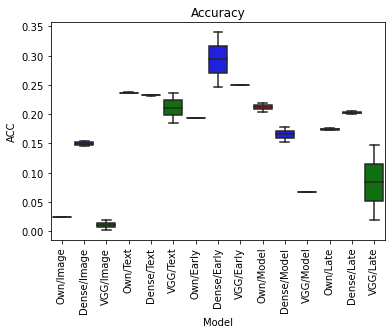 Accuracy
ACC
0.35
0.30
0.25
0.20
0.15
0.10
0.05
0.00
Own/Image
Dense/Image
VGG/Image
Own/Text
Dense/Text
VGG/Text
Own/Early
Dense/Early
VGG/Early
Own/Model
Dense/Model
VGG/Model
Own/Late
Dense/Late
VGG/Late
Model